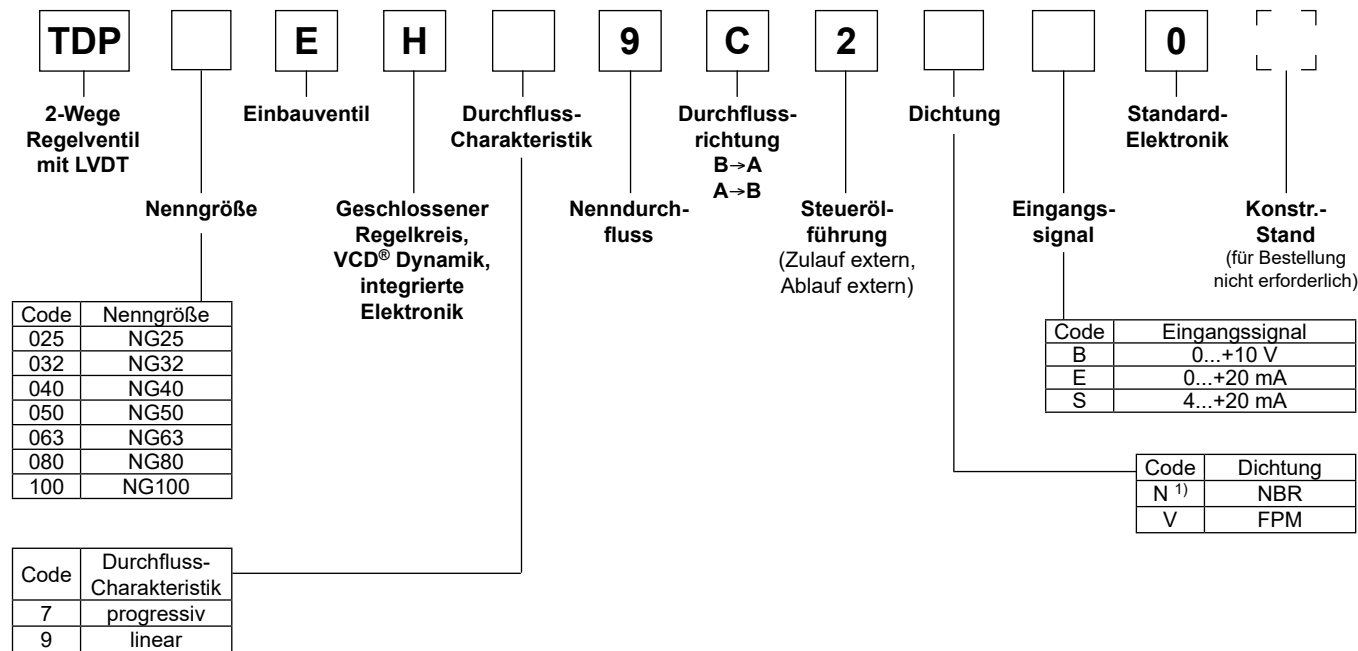 TDP E H 9 C 2 0
2-Wege
Regelventil
mit LVDT
Einbauventil
Durchfluss-
Charakteristik
Durchfluss-
richtung
B→A
A→B
Dichtung
Standard-
Elektronik
Nenngröße
Geschlossener
Regelkreis,
VCD® Dynamik,
integrierte
Elektronik
Nenndurch-
fluss
Steueröl-
führung
(Zulauf extern,
Ablauf extern)
Eingangs-
signal
Konstr.-
Stand
(für Bestellung
nicht erforderlich)
Code Nenngröße
025 NG25
032 NG32
040 NG40
050 NG50
063 NG63
080 NG80
100 NG100
Code Eingangssignal
B 0...+10 V
E 0...+20 mA
S 4...+20 mA
Code Dichtung
N 1) NBR
V FPM
Code Durchfluss-
Charakteristik
7 progressiv
9 linear